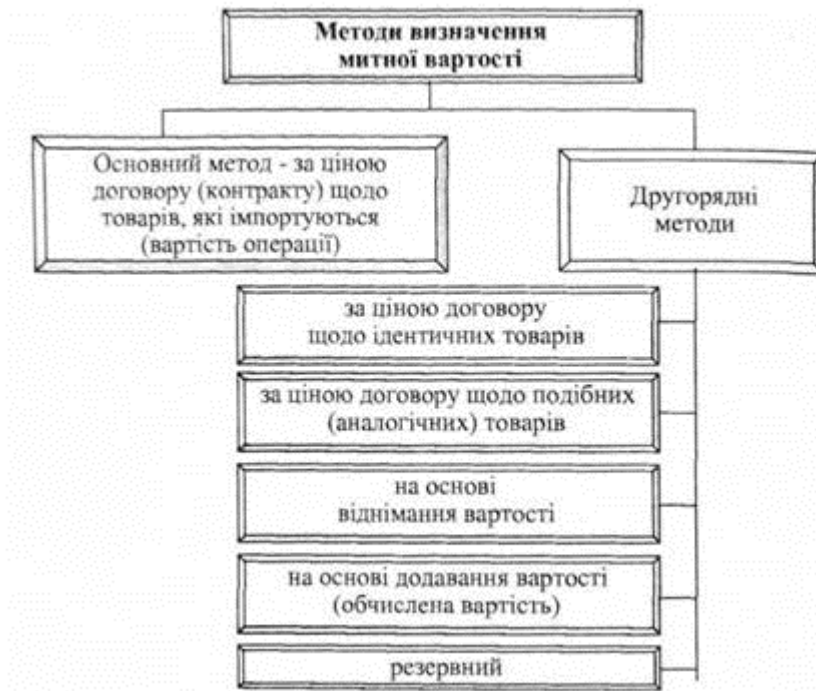 Методи визначення
митної вартості
Основний метод - за ціною
договору (контракту) щодо
товарів, які імпортуються
(вартість операції)
Другорядні
методи
за ціною договору
щодо ідентичних товарів
за ціною договору щодо подібних
(аналогічних) товарів
на основі
віднімання вартості
на основі додавання вартості
(обчислена вартість)
резервний